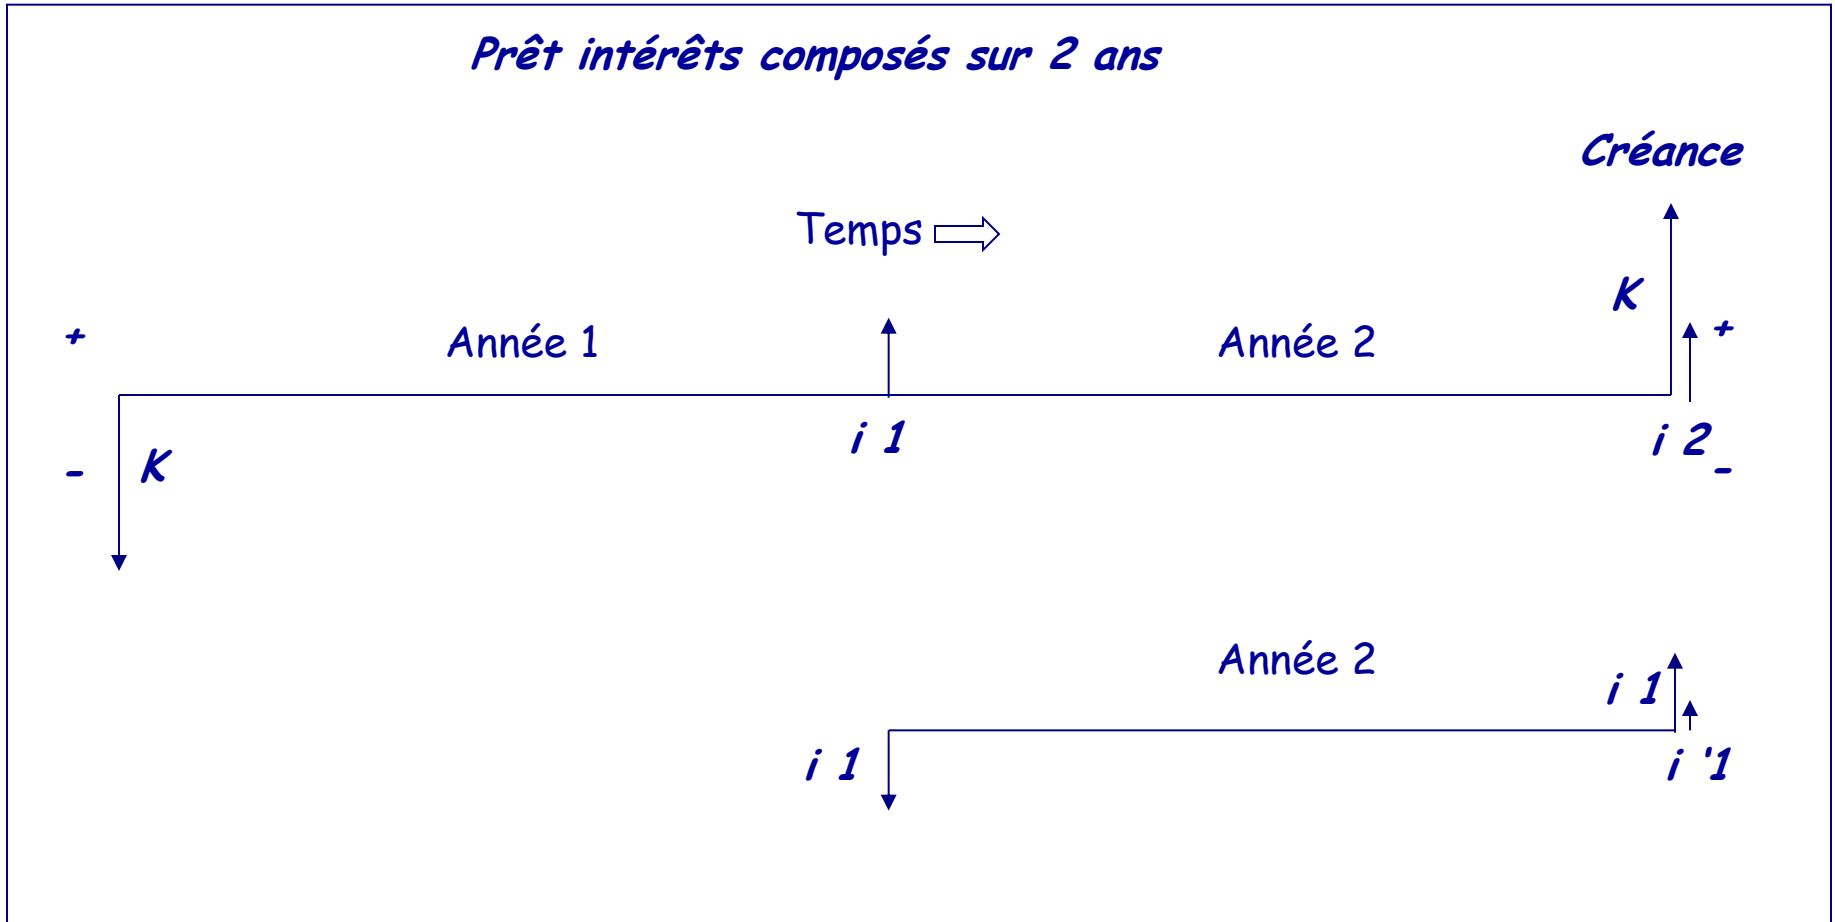 Prêt intérêts composés sur 2 ans
Créance
Temps
K
+ Année 1 Année 2 +
i 1 i 2
- K -
Année 2
i 1
i 1 i '1